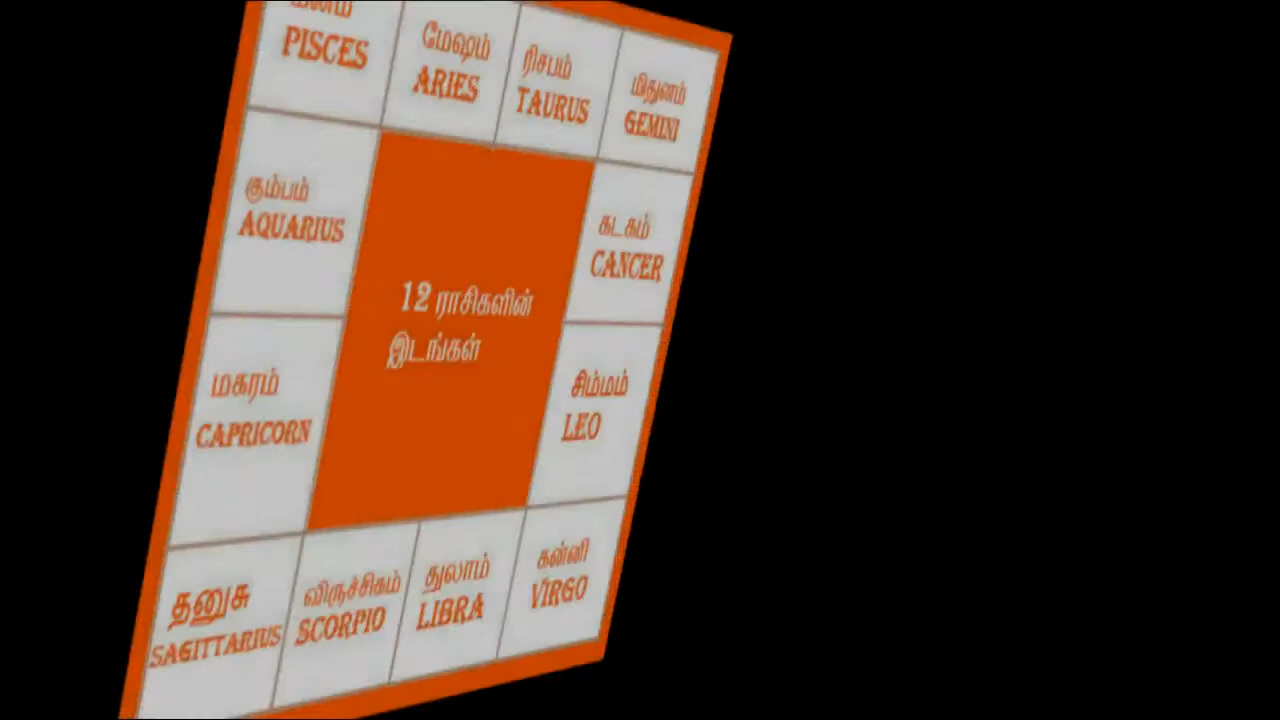 மீனம்
PISCES
மேஷம்
ARIES
ரிசபம்
TAURUS
மிதுனம்
GEMINI
கும்பம்
AQUARIUS
கடகம்
CANCER
12 ராசிகளின்
இடங்கள்
மகரம்
CAPRICORN
சிம்மம்
LEO
தனுசு
SAGITTARIUS
விருச்சிகம்
SCORPIO
துலாம்
LIBRA
கன்னி
VIRGO